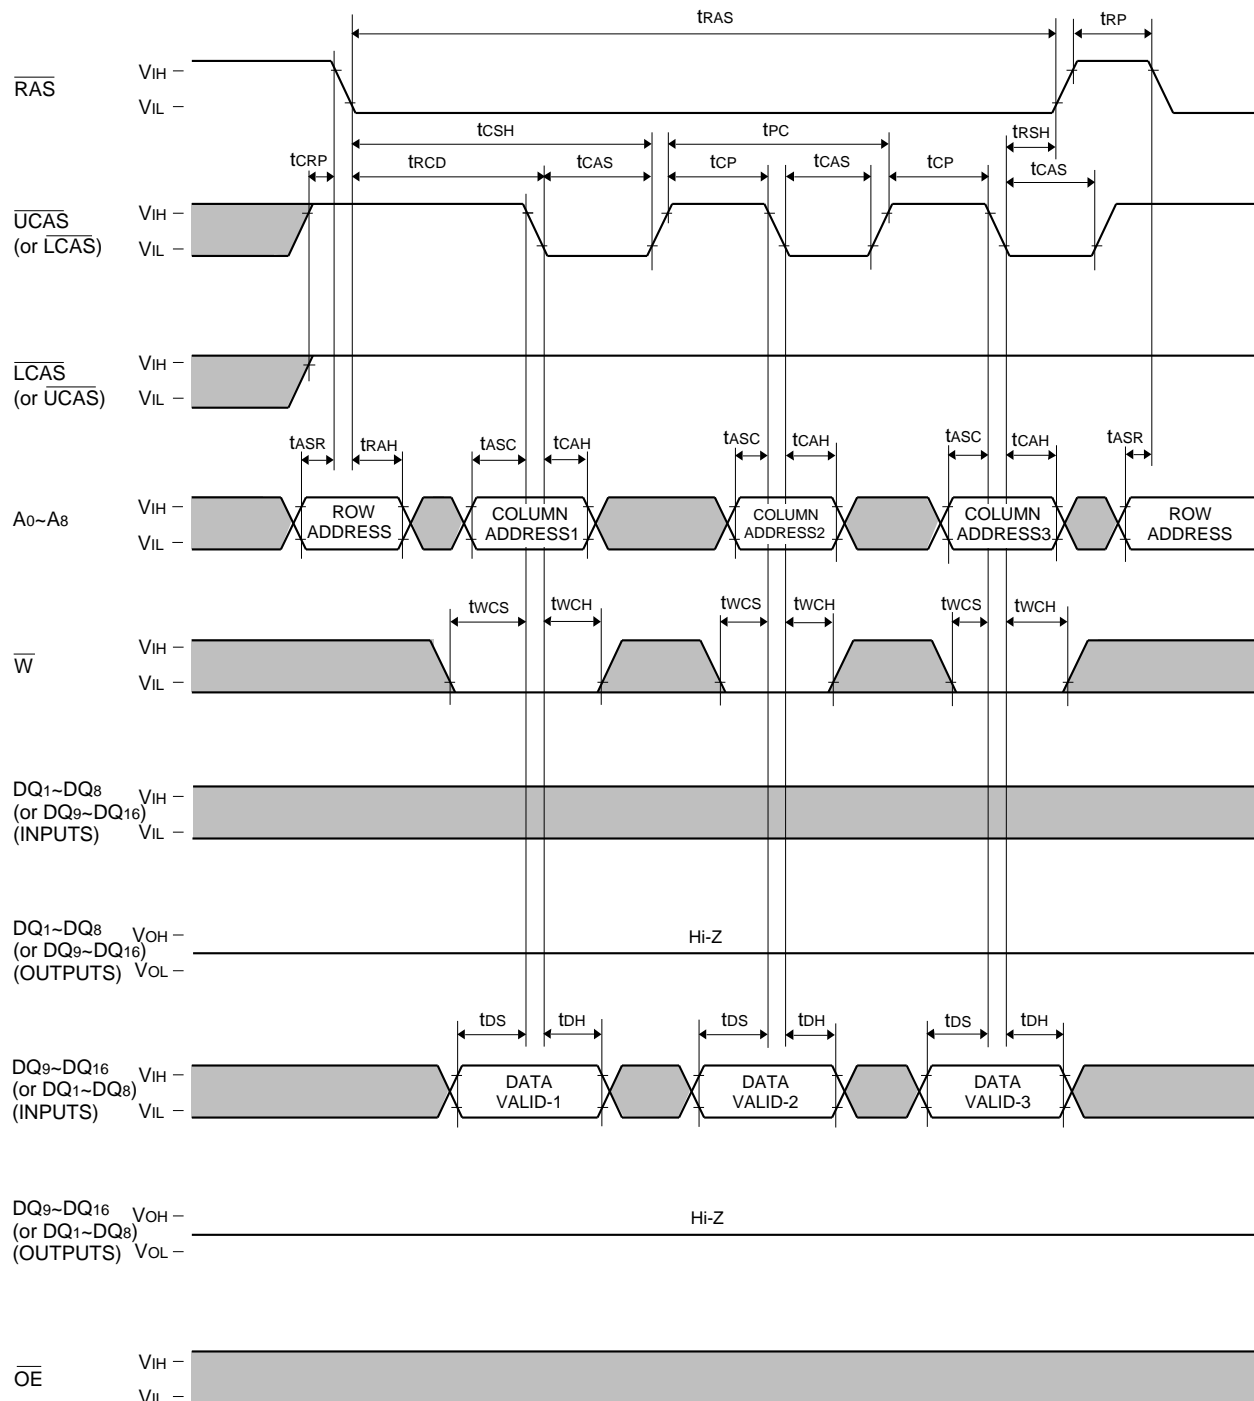 tRAS
tRP
RAS
VIH
VIL
tCSH
tPC
tRSH
tCRP
tRCD
tCAS
tCP
tCAS
tCP
tCAS
UCAS
(or LCAS)
VIH
VIL
LCAS
(or UCAS)
VIH
VIL
tASR
tRAH
tASC
tCAH
tASC
tCAH
tASC
tCAH
tASR
A0~A8
VIH
VIL
ROW
ADDRESS
COLUMN
ADDRESS1
COLUMN
ADDRESS2
COLUMN
ADDRESS3
ROW
ADDRESS
tWCS
tWCH
tWCS
tWCH
tWCS
tWCH
W
VIH
VIL
DQ1~DQ8
(or DQ9~DQ16)
(INPUTS)
VIH
VIL
DQ1~DQ8
(or DQ9~DQ16)
(OUTPUTS)
VOH
VOL
Hi-Z
tDS
tDH
tDS
tDH
tDS
tDH
DQ9~DQ16
(or DQ1~DQ8)
(INPUTS)
VIH
VIL
DATA
VALID-1
DATA
VALID-2
DATA
VALID-3
DQ9~DQ16
(or DQ1~DQ8)
(OUTPUTS)
VOH
VOL
Hi-Z
OE
VIH
VIL